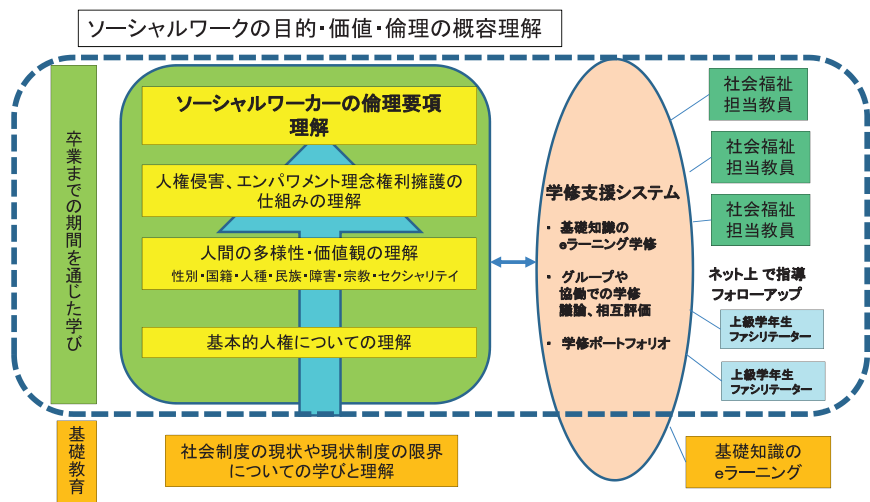 ソーシャルワークの目的・価値・倫理の概容理解
卒業までの期間を通じた学び
ソーシャルワーカーの倫理要項
理解
人権侵害、エンパワメント理念権利擁護の
仕組みの理解
人間の多様性・価値観の理解
性別・国籍・人種・民族・障害・宗教・セクシャリテイ
基本的人権についての理解
学修支援システム
・ 基礎知識の
eラーニング学修
・ グループや
協働での学修
議論、相互評価
・ 学修ポートフォリオ
社会福祉
担当教員
社会福祉
担当教員
社会福祉
担当教員
ネット上で指導
フォローアップ
上級学年生
ファシリテーター
上級学年生
ファシリテーター
基礎教育
社会制度の現状や現状制度の限界
についての学びと理解
基礎知識の
eラーニング